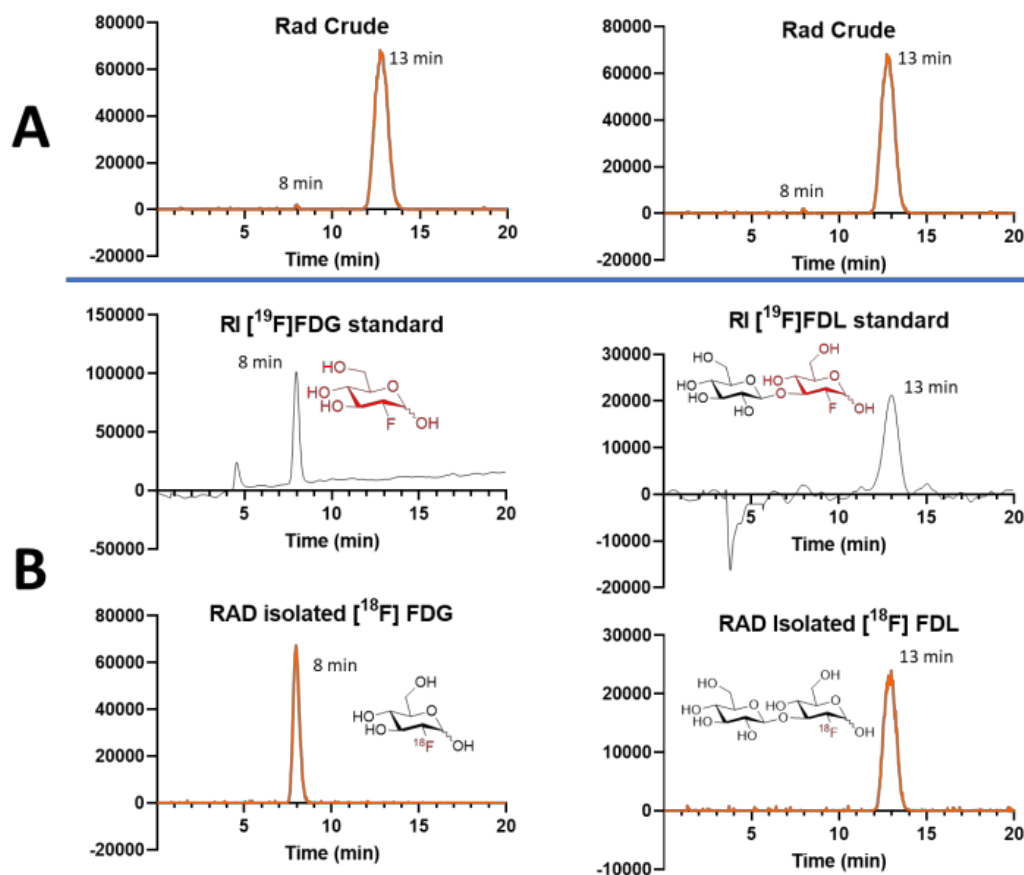 A
Rad Crude
80000
60000
40000
20000
0
-20000
8 min
13 min
5
10
15
20
Time (min)
Rad Crude
80000
60000
40000
20000
0
-20000
8 min
13 min
5
10
15
20
Time (min)
B
RI [¹⁹F]FDG standard
150000
100000
50000
0
-50000
8 min
HO
O
HO
HO
F
OH
5
10
15
20
Time (min)
RI [¹⁹F]FDL standard
30000
20000
10000
0
-10000
-20000
HO
OH
HO
O
HO
O
HO
HO
O
OH
F
OH
13 min
5
10
15
20
Time (min)
RAD isolated [¹⁸F] FDG
80000
60000
40000
20000
0
-20000
8 min
OH
HO
O
HO
¹⁸F
OH
5
10
15
20
Time (min)
RAD Isolated [¹⁸F] FDL
30000
20000
10000
0
-10000
13 min
HO
OH
HO
O
HO
O
HO
HO
O
OH
¹⁸F
OH
5
10
15
20
Time (min)